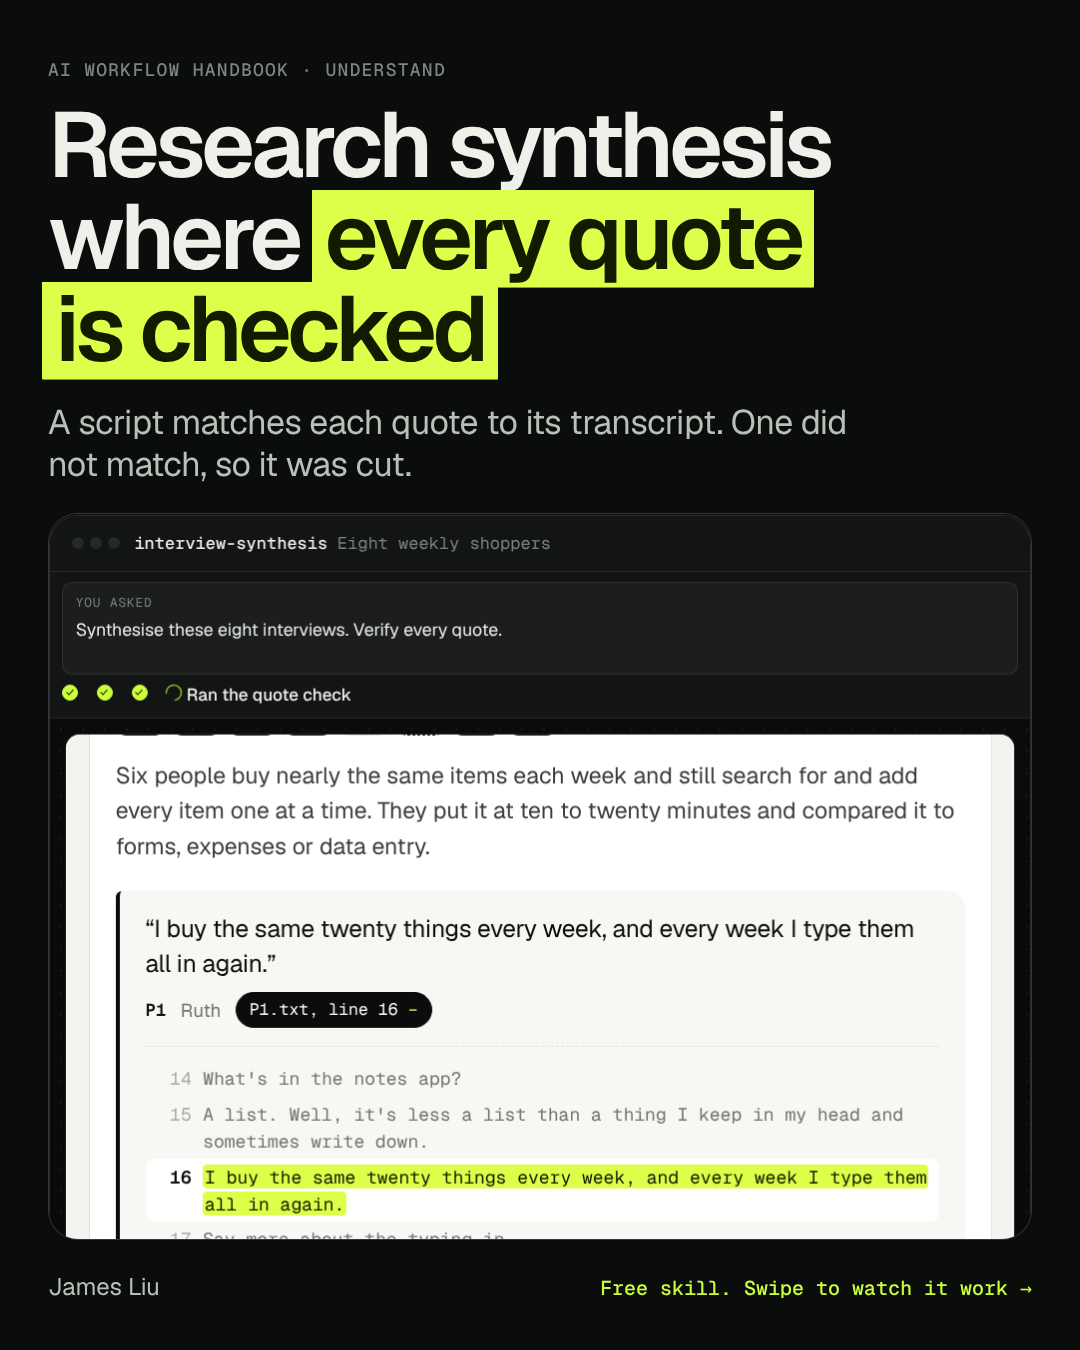 AI WORKFLOW HANDBOOK · UNDERSTAND
Research synthesis
where every quote
is checked
A script matches each quote to its transcript. One did
not match, so it was cut.
interview-synthesis Eight weekly shoppers
YOU ASKED
Synthesise these eight interviews. Verify every quote.
Ran the quote check
Six people buy nearly the same items each week and still search for and add
every item one at a time. They put it at ten to twenty minutes and compared it to
forms, expenses or data entry.
“I buy the same twenty things every week, and every week I type them
all in again.”
P1 Ruth P1.txt, line 16 –
14 What's in the notes app?
15 A list. Well, it's less a list than a thing I keep in my head and
sometimes write down.
16 I buy the same twenty things every week, and every week I type them
all in again.
17 Say more about the typing in.
James Liu
Free skill. Swipe to watch it work →